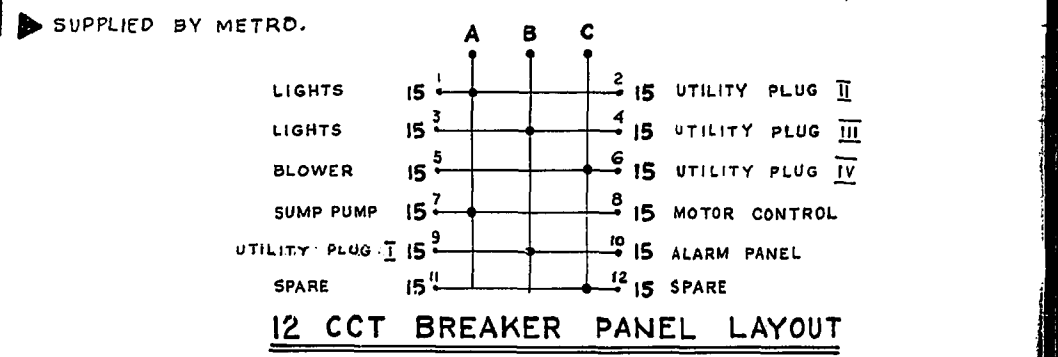 ▶ SUPPLIED BY METRO.
A B C
LIGHTS 15 1 2 15 UTILITY PLUG II
LIGHTS 15 3 4 15 UTILITY PLUG III
BLOWER 15 5 6 15 UTILITY PLUG IV
SUMP PUMP 15 7 8 15 MOTOR CONTROL
UTILITY PLUG I 15 9 10 15 ALARM PANEL
SPARE 15 11 12 15 SPARE
12 CCT BREAKER PANEL LAYOUT